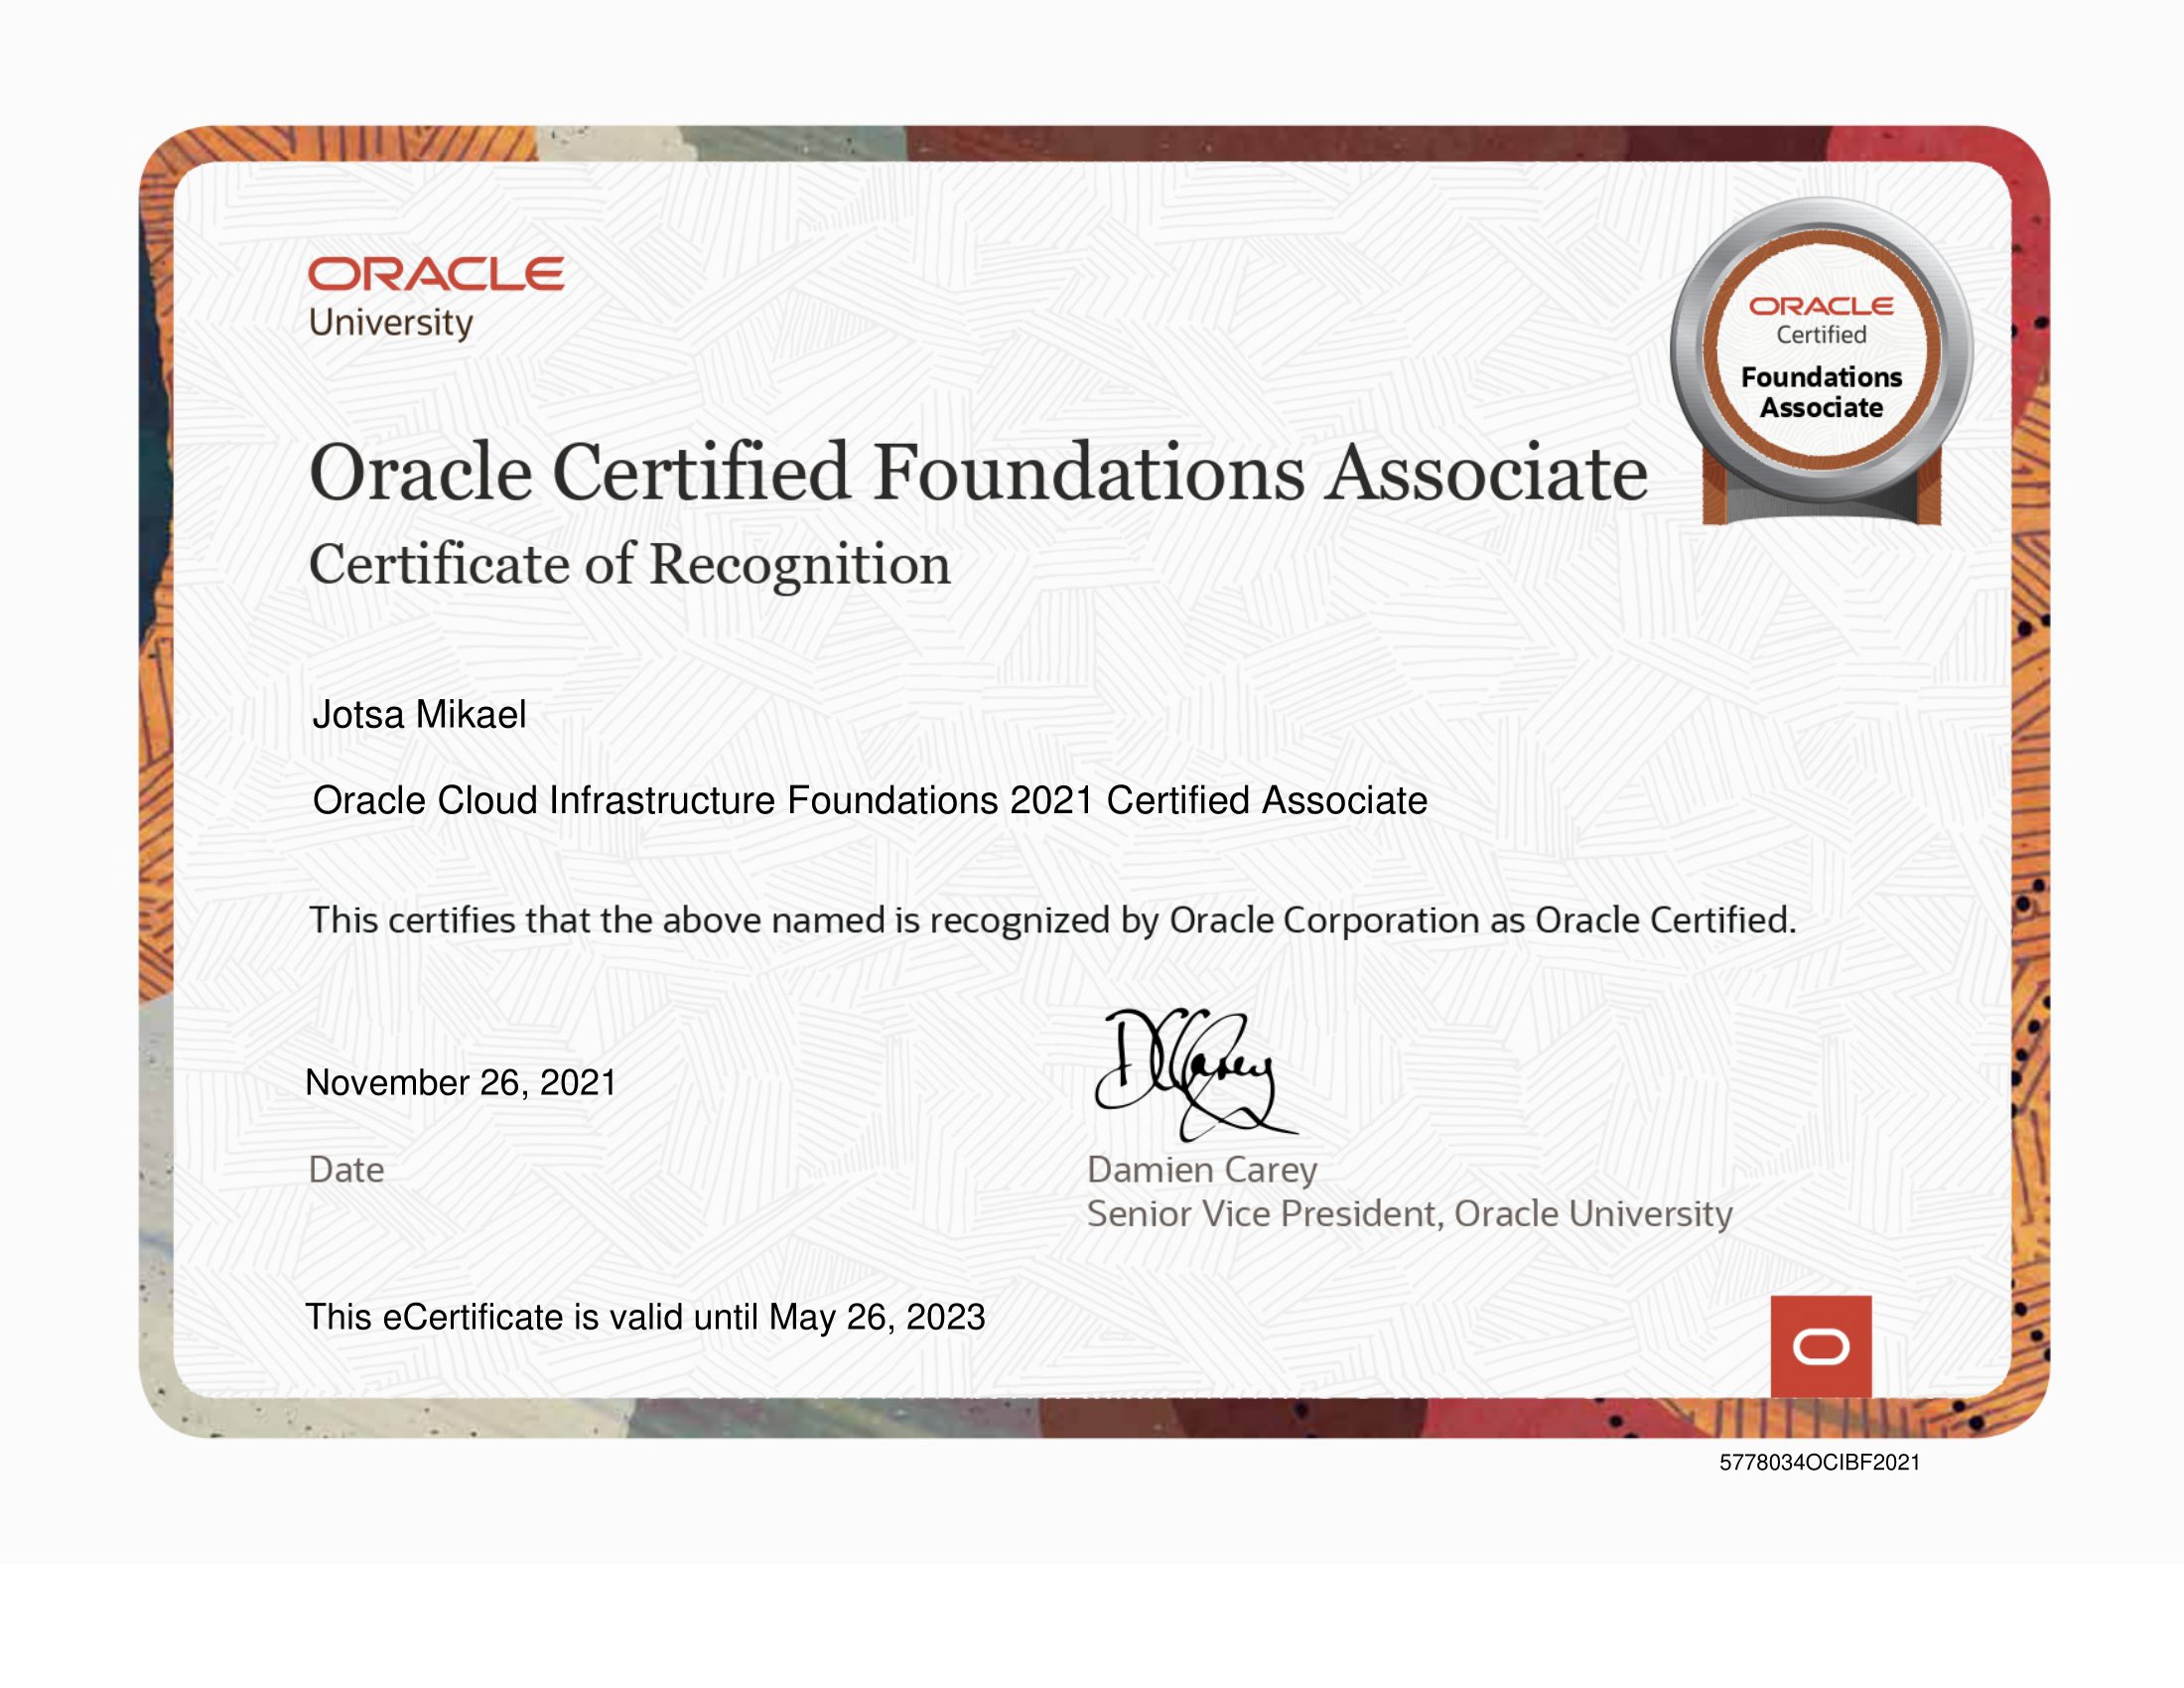 ORACLE
University
ORACLE
Certified
Foundations
Associate
Oracle Certified Foundations Associate
Certificate of Recognition
Jotsa Mikael
Oracle Cloud Infrastructure Foundations 2021 Certified Associate
This certifies that the above named is recognized by Oracle Corporation as Oracle Certified.
DCCarey
November 26, 2021
Date
Damien Carey
Senior Vice President, Oracle University
This eCertificate is valid until May 26, 2023
5778034OCIBF2021